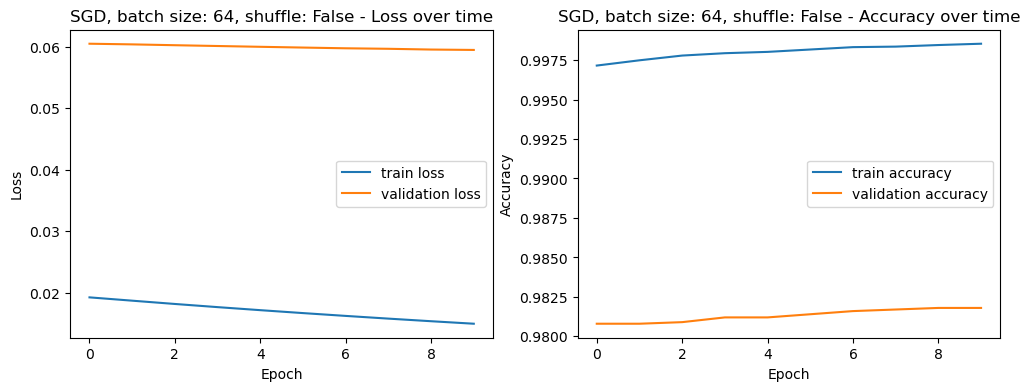 SGD, batch size: 64, shuffle: False - Loss over time
0.06
0.05
0.04
0.03
0.02
Loss
train loss
validation loss
0 2 4 6 8
Epoch
SGD, batch size: 64, shuffle: False - Accuracy over time
0.9975
0.9950
0.9925
0.9900
0.9875
0.9850
0.9825
0.9800
Accuracy
train accuracy
validation accuracy
0 2 4 6 8
Epoch